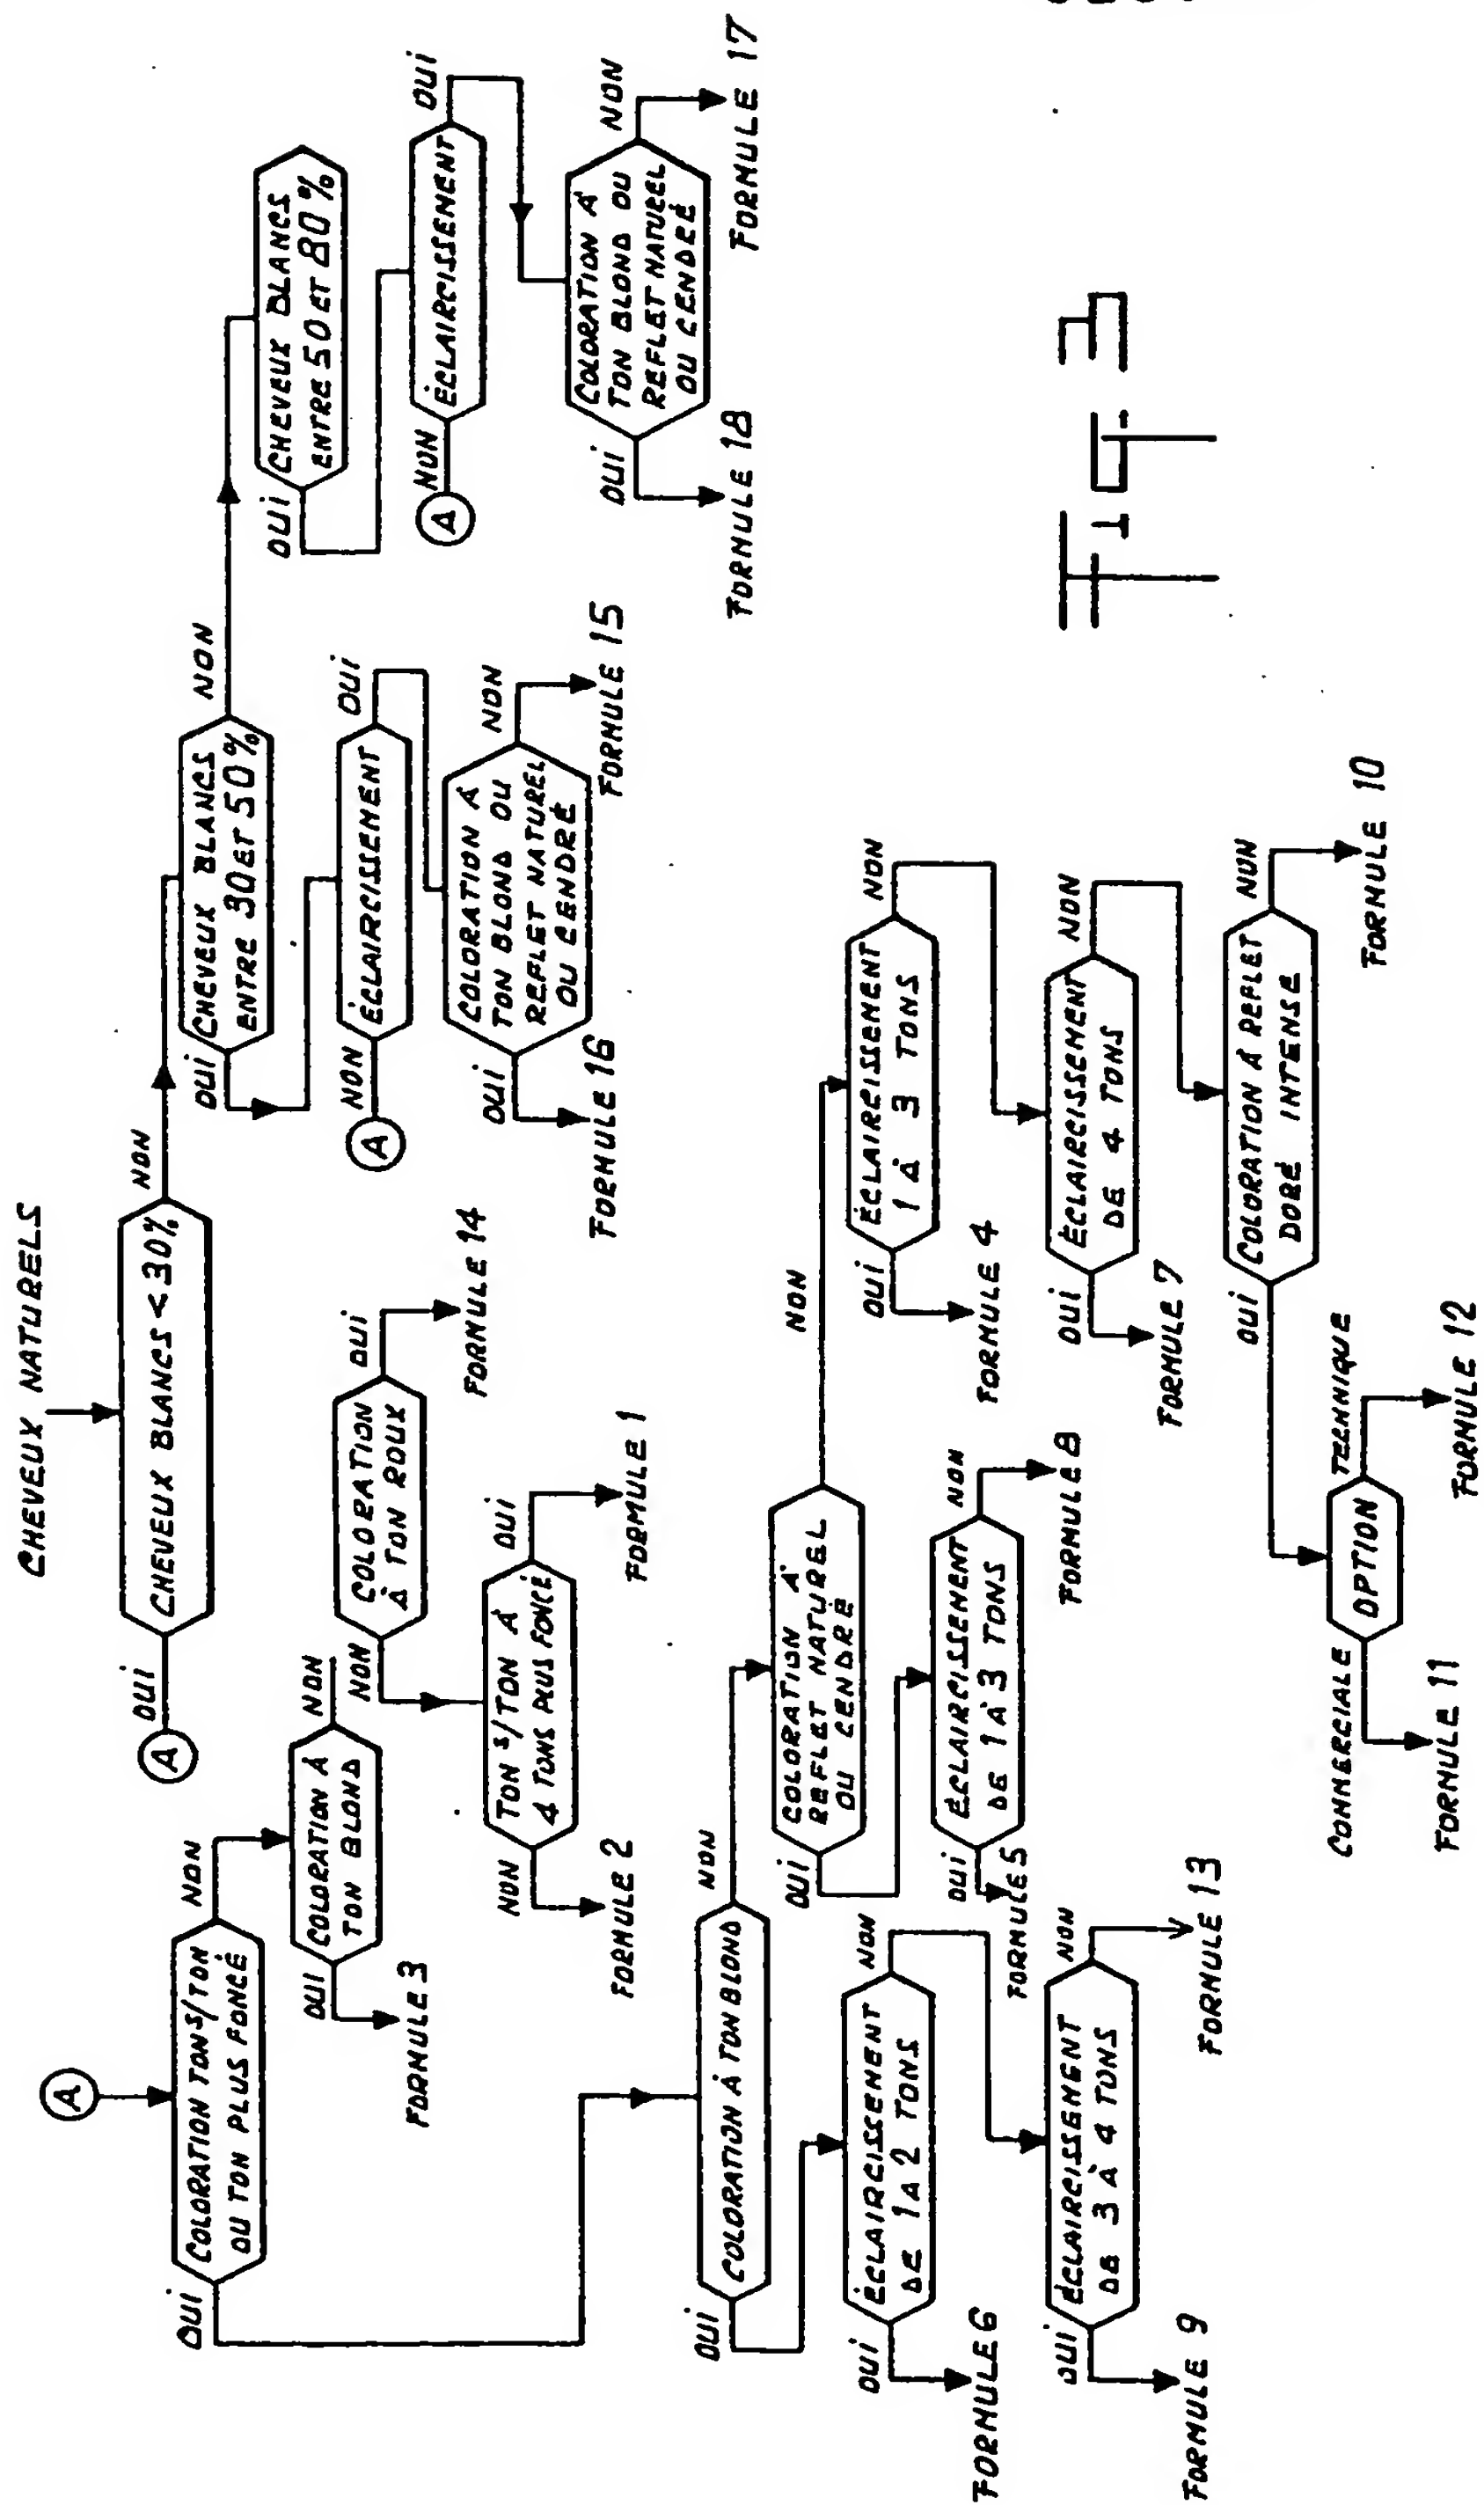 CHEVEUX NATURELS
CHEVEUX BLANCS < 30%
OUI
NON
A
CHEVEUX BLANCS
ENTRE 30 ET 50 %
OUI
NON
CHEVEUX BLANCS
ENTRE 50 ET 80 %
OUI
ÉCLAIRCISSEMENT
NON
OUI
A
COLORATION À
TON BLOND OU
REFLET NATUREL
OU CENDRÉ
OUI
NON
FORMULE 16
FORMULE 15
ÉCLAIRCISSEMENT
NON
OUI
A
COLORATION À
TON BLOND OU
REFLET NATUREL
OU CENDRÉ
OUI
NON
FORMULE 18
FORMULE 17
A
COLORATION TON S/TON
OU TON PLUS FONCÉ
OUI
NON
COLORATION À
TON BLOND
OUI
NON
FORMULE 3
COLORATION
À TON ROUX
NON
OUI
FORMULE 14
TON S/TON À
4 TONS PLUS FONCÉ
NON
OUI
FORMULE 2
FORMULE 1
COLORATION À TON BLOND
OUI
NON
ÉCLAIRCISSEMENT
DE 1 À 2 TONS
OUI
NON
FORMULE 6
ÉCLAIRCISSEMENT
DE 3 À 4 TONS
OUI
NON
FORMULE 9
FORMULE 13
COLORATION À
REFLET NATUREL
OU CENDRÉ
OUI
NON
ÉCLAIRCISSEMENT
DE 1 À 3 TONS
OUI
NON
FORMULE 5
FORMULE 8
ÉCLAIRCISSEMENT
1 À 3 TONS
OUI
NON
FORMULE 4
ÉCLAIRCISSEMENT
DE 4 TONS
OUI
NON
FORMULE 7
COLORATION À REFLET
DORÉ INTENSE
OUI
NON
FORMULE 10
OPTION
COMMERCIALE
TECHNIQUE
FORMULE 11
FORMULE 12
Fig. 3